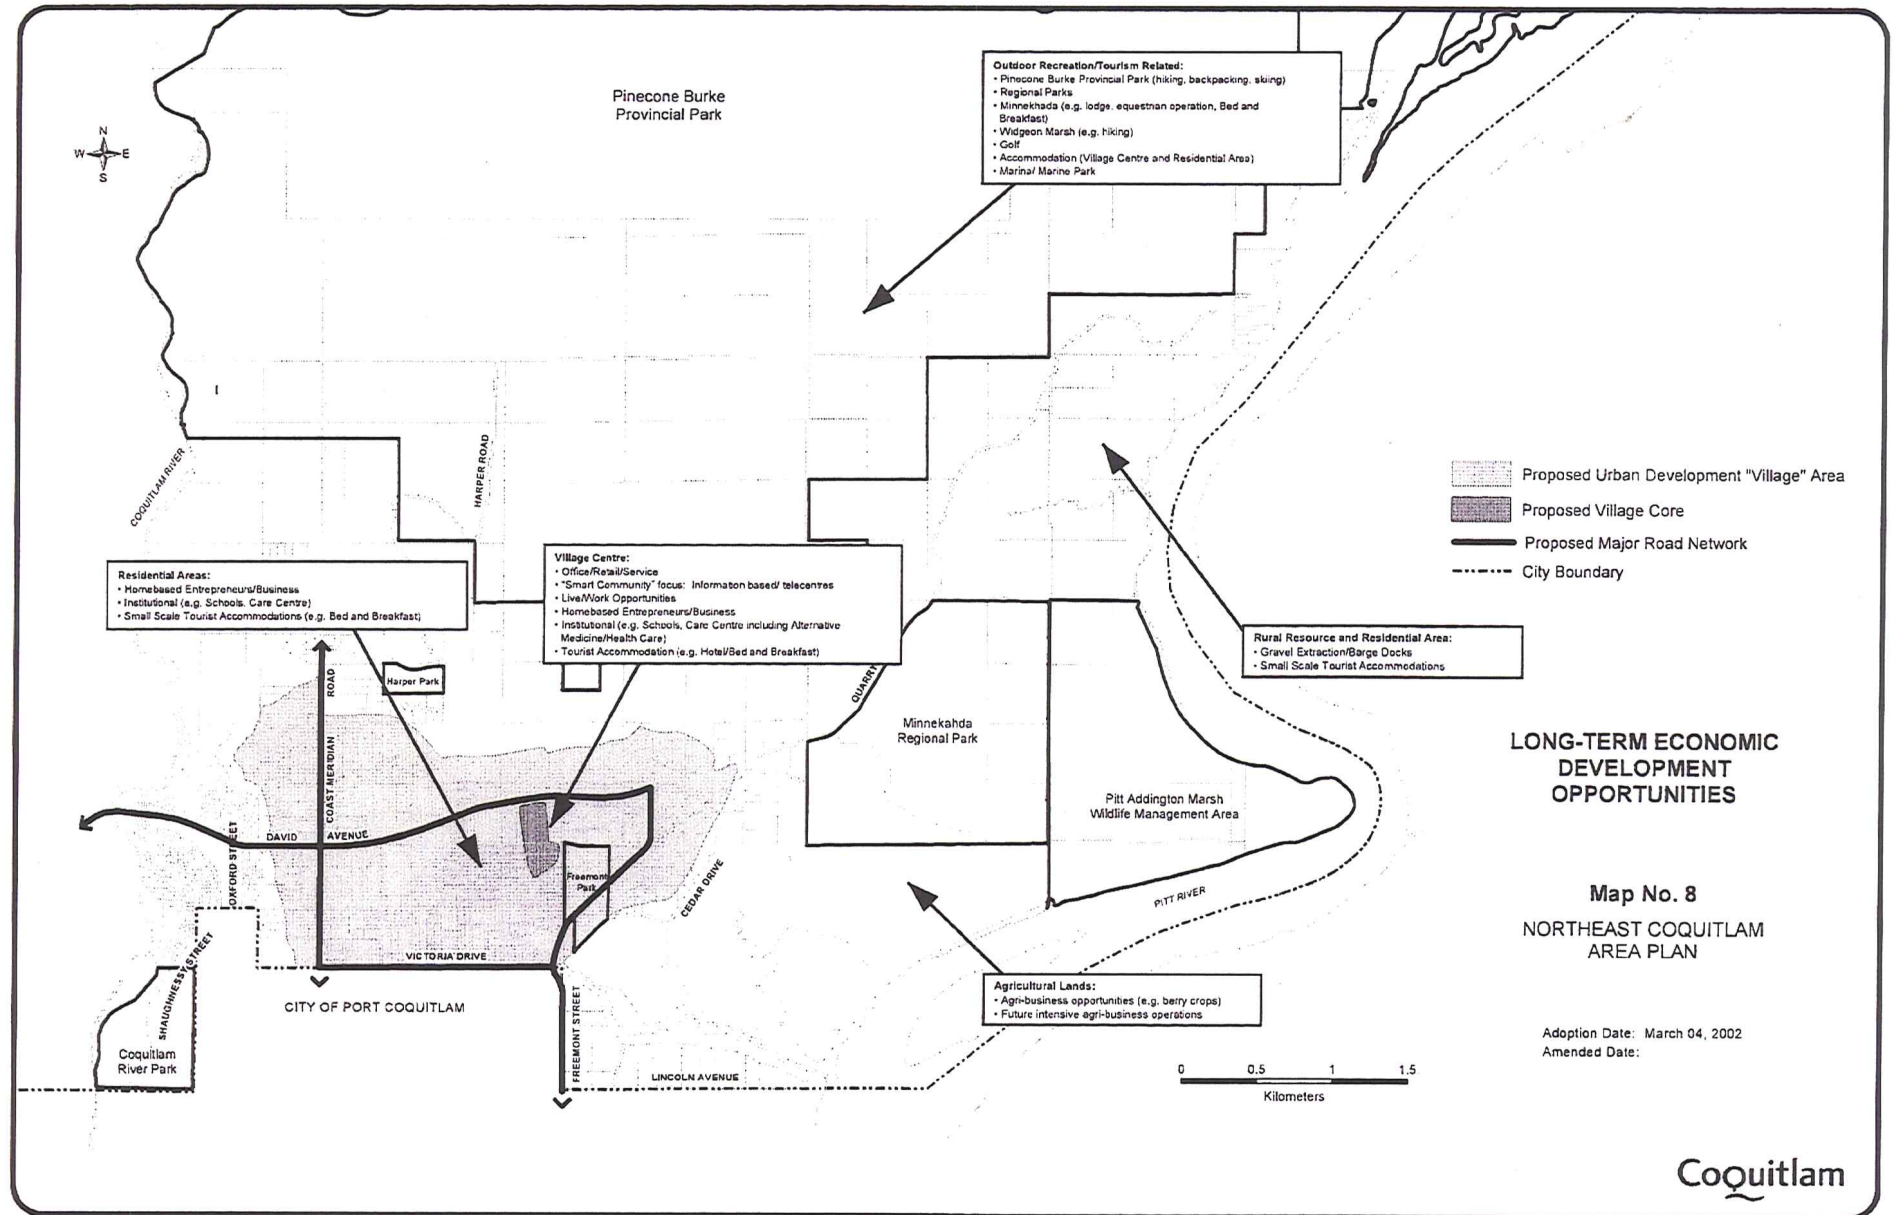 Pinecone Burke
Provincial Park
Outdoor Recreation/Tourism Related:
• Pinecone Burke Provincial Park (hiking, backpacking, skiing)
• Regional Parks
• Minnekhada (e.g. lodge, equestrian operation, Bed and
Breakfast)
• Widgeon Marsh (e.g. hiking)
• Golf
• Accommodation (Village Centre and Residential Area)
• Marina/ Marine Park
N
W E
S
COQUITLAM RIVER
HARPER ROAD
Proposed Urban Development "Village" Area
Proposed Village Core
Proposed Major Road Network
City Boundary
Residential Areas:
• Homebased Entrepreneurs/Business
• Institutional (e.g. Schools, Care Centre)
• Small Scale Tourist Accommodations (e.g. Bed and Breakfast)
Village Centre:
• Office/Retail/Service
• "Smart Community" focus: Information based/ telecentres
• Live/Work Opportunities
• Homebased Entrepreneurs/Business
• Institutional (e.g. Schools, Care Centre including Alternative
Medicine/Health Care)
• Tourist Accommodation (e.g. Hotel/Bed and Breakfast)
Rural Resource and Residential Area:
• Gravel Extraction/Barge Docks
• Small Scale Tourist Accommodations
Harper Park
QUARRY
COAST MERIDIAN ROAD
Minnekahda
Regional Park
Pitt Addington Marsh
Wildlife Management Area
LONG-TERM ECONOMIC
DEVELOPMENT
OPPORTUNITIES
DAVID AVENUE
OXFORD STREET
Freemont
Park
CEDAR DRIVE
PITT RIVER
Map No. 8
NORTHEAST COQUITLAM
AREA PLAN
VICTORIA DRIVE
SHAUGHNESSY STREET
CITY OF PORT COQUITLAM
FREEMONT STREET
Agricultural Lands:
• Agri-business opportunities (e.g. berry crops)
• Future intensive agri-business operations
Adoption Date: March 04, 2002
Amended Date:
Coquitlam
River Park
LINCOLN AVENUE
0 0.5 1 1.5
Kilometers
Coquitlam